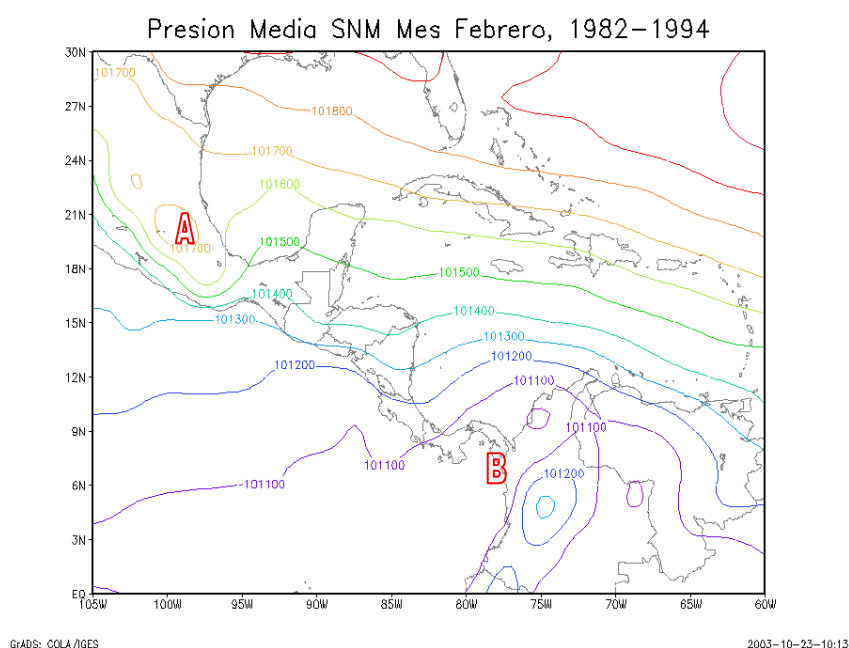 Presion Media SNM Mes Febrero, 1982-1994
30N
101700
27N
101800
24N
101700
101600
21N
A
101700
101500
18N
101500
101400
101400
15N
101300
101300
101200
101200
12N
101100
101100
9N
101100
B
101200
6N
101100
3N
EQ
105W 100W 95W 90W 85W 80W 75W 70W 65W 60W
GrADS: COLA/IGES
2003-10-23-10:13